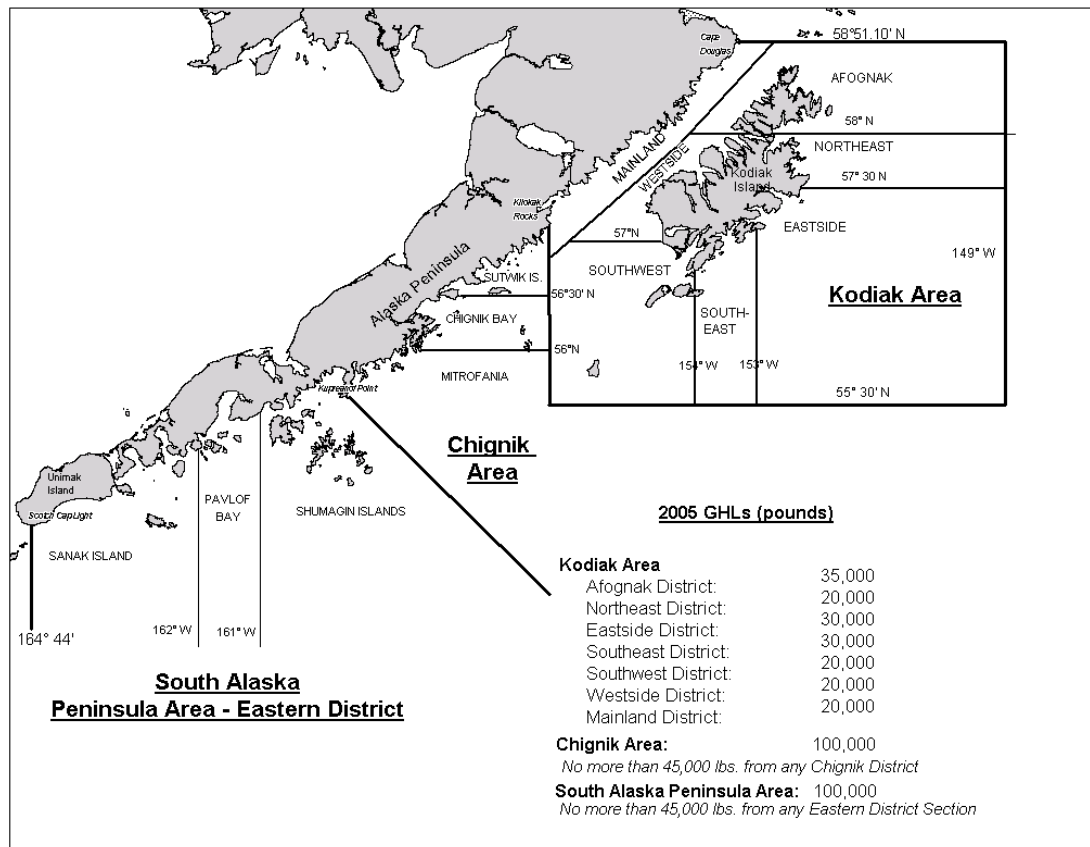 Cape
Douglas
58°51.10' N
AFOGNAK
58° N
MAINLAND
WESTSIDE
NORTHEAST
Kodiak
Island
57° 30 N
Kilokak
Rocks
EASTSIDE
57°N
149° W
SOUTHWEST
SUTWIK IS.
Alaska Peninsula
Kodiak Area
56°30' N
SOUTH-
EAST
CHIGNIK BAY
56°N
154° W
153° W
MITROFANIA
Kupreanof Point
55° 30' N
Chignik
Area
Unimak
Island
PAVLOF
BAY
SHUMAGIN ISLANDS
Scotch Cap Light
SANAK ISLAND
162° W
161° W
164° 44'
South Alaska
Peninsula Area - Eastern District
2005 GHLs (pounds)
Kodiak Area
Afognak District: 35,000
Northeast District: 20,000
Eastside District: 30,000
Southeast District: 30,000
Southwest District: 20,000
Westside District: 20,000
Mainland District: 20,000
Chignik Area: 100,000
No more than 45,000 lbs. from any Chignik District
South Alaska Peninsula Area: 100,000
No more than 45,000 lbs. from any Eastern District Section